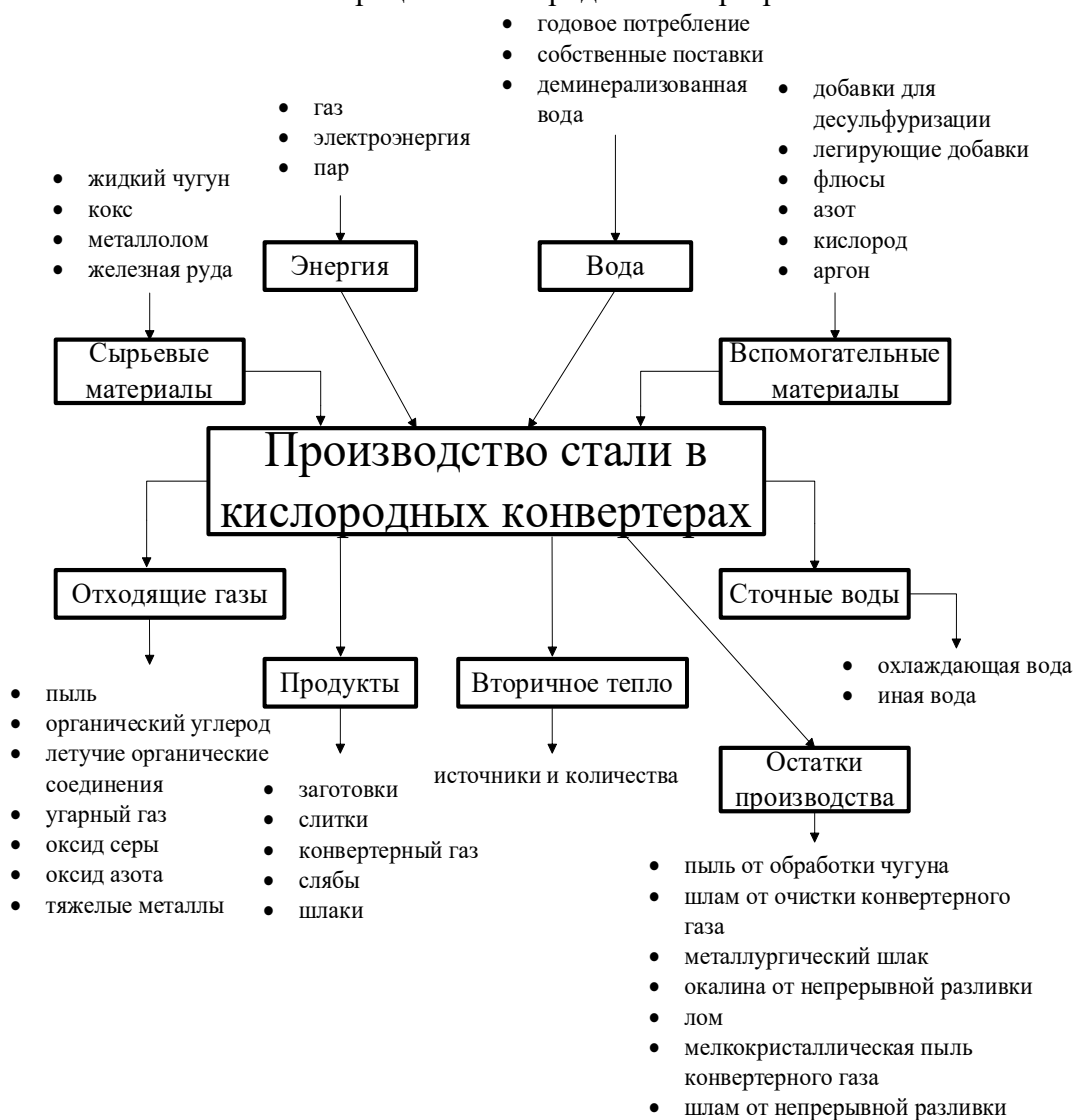 • годовое потребление
• собственные поставки
• деминерализованная
вода
• газ
• электроэнергия
• пар
• добавки для
десульфуризации
• легирующие добавки
• флюсы
• азот
• кислород
• аргон
• жидкий чугун
• кокс
• металлолом
• железная руда
Энергия
Вода
Сырьевые
материалы
Вспомогательные
материалы
Производство стали в
кислородных конвертерах
Отходящие газы
Сточные воды
Продукты
Вторичное тепло
• охлаждающая вода
• иная вода
• пыль
• органический углерод
• летучие органические
соединения
• угарный газ
• оксид серы
• оксид азота
• тяжелые металлы
• заготовки
• слитки
• конвертерный газ
• слябы
• шлаки
источники и количества
Остатки
производства
• пыль от обработки чугуна
• шлам от очистки конвертерного
газа
• металлургический шлак
• окалина от непрерывной разливки
• лом
• мелкокристаллическая пыль
конвертерного газа
• шлам от непрерывной разливки